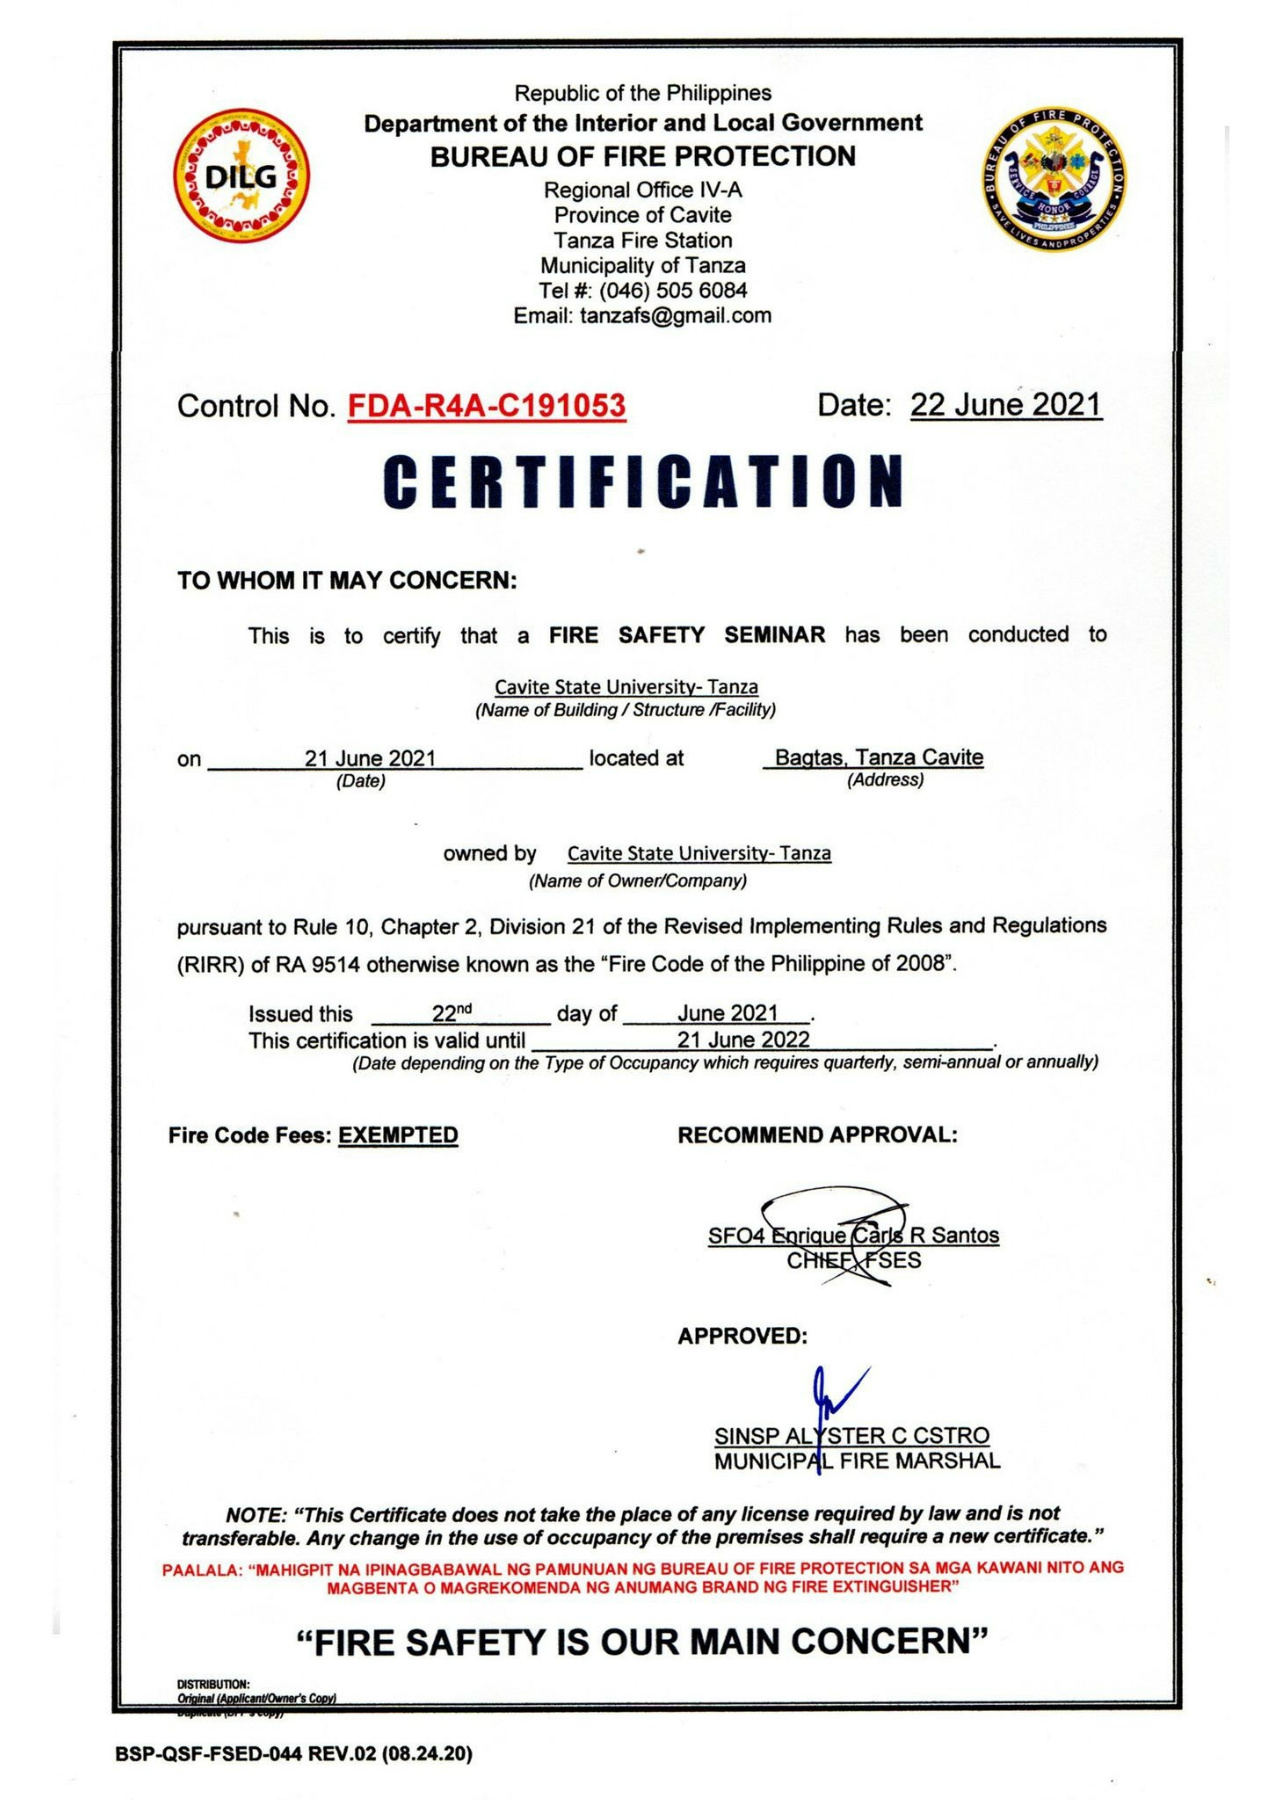 Republic of the Philippines
Department of the Interior and Local Government
BUREAU OF FIRE PROTECTION
Regional Office IV-A
Province of Cavite
Tanza Fire Station
Municipality of Tanza
Tel #: (046) 505 6084
Email: tanzafs@gmail.com
DILG
BUREAU OF FIRE PROTECTION
SERVICE HONOR COURAGE
PHILIPPINES
SAVE LIVES AND PROPERTIES
Control No. FDA-R4A-C191053 Date: 22 June 2021
CERTIFICATION
TO WHOM IT MAY CONCERN:
This is to certify that a FIRE SAFETY SEMINAR has been conducted to
Cavite State University- Tanza
(Name of Building / Structure /Facility)
on 21 June 2021 located at Bagtas, Tanza Cavite
(Date) (Address)
owned by Cavite State University- Tanza
(Name of Owner/Company)
pursuant to Rule 10, Chapter 2, Division 21 of the Revised Implementing Rules and Regulations
(RIRR) of RA 9514 otherwise known as the “Fire Code of the Philippine of 2008”.
Issued this 22nd day of June 2021.
This certification is valid until 21 June 2022.
(Date depending on the Type of Occupancy which requires quarterly, semi-annual or annually)
Fire Code Fees: EXEMPTED RECOMMEND APPROVAL:
SFO4 Enrique Carls R Santos
CHIEF, FSES
APPROVED:
SINSP ALYSTER C CSTRO
MUNICIPAL FIRE MARSHAL
NOTE: “This Certificate does not take the place of any license required by law and is not
transferable. Any change in the use of occupancy of the premises shall require a new certificate.”
PAALALA: “MAHIGPIT NA IPINAGBABAWAL NG PAMUNUAN NG BUREAU OF FIRE PROTECTION SA MGA KAWANI NITO ANG
MAGBENTA O MAGREKOMENDA NG ANUMANG BRAND NG FIRE EXTINGUISHER”
“FIRE SAFETY IS OUR MAIN CONCERN”
DISTRIBUTION:
Original (Applicant/Owner's Copy)
Duplicate (BFP's copy)
BSP-QSF-FSED-044 REV.02 (08.24.20)